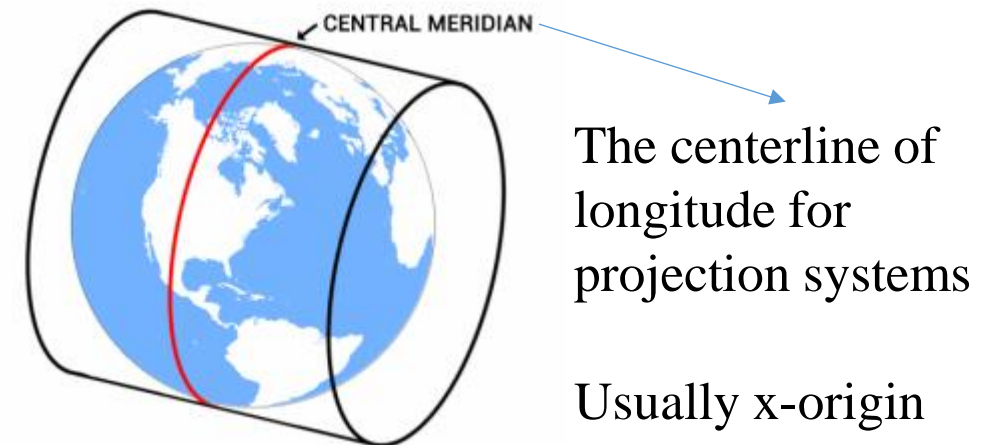 CENTRAL MERIDIAN
The centerline of
longitude for
projection systems
Usually x-origin